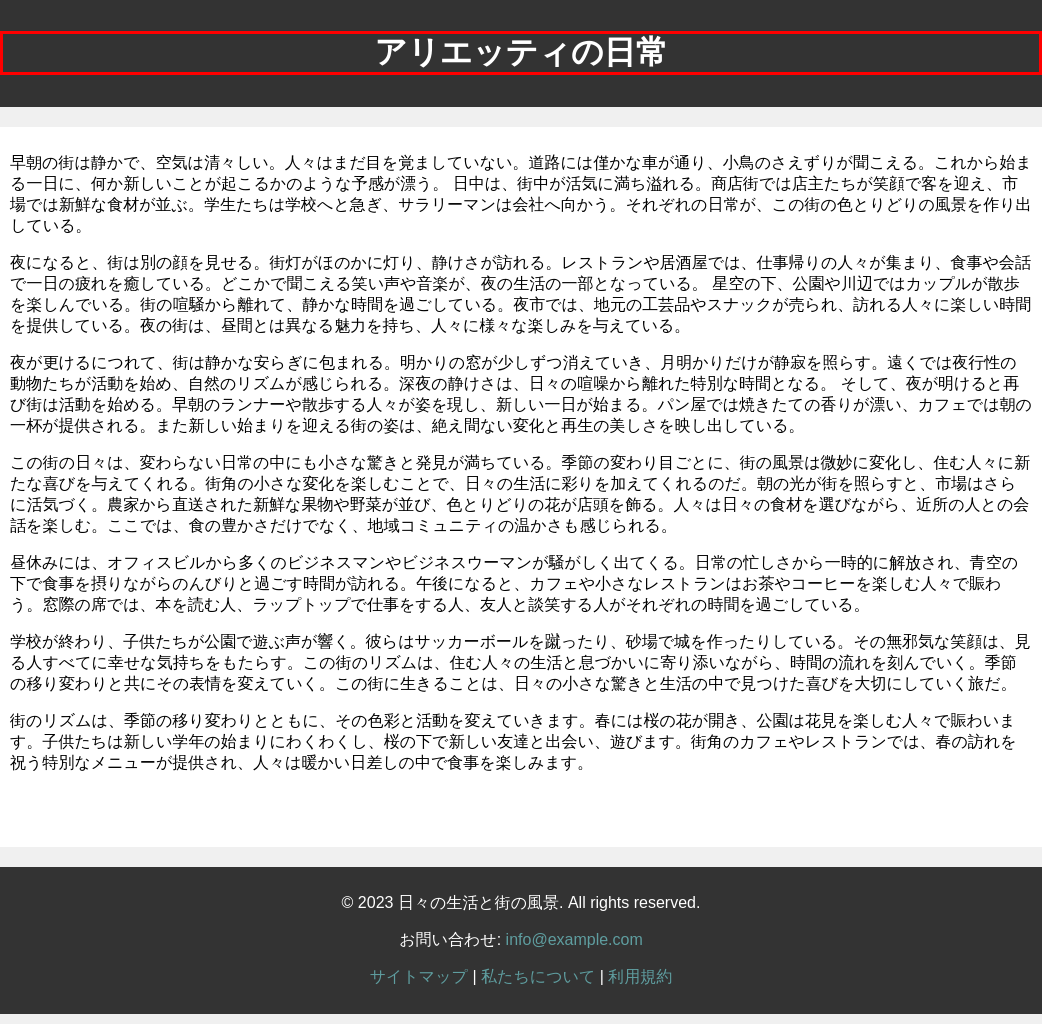 アリエッティの日常
早朝の街は静かで、空気は清々しい。人々はまだ目を覚ましていない。道路には僅かな車が通り、小鳥のさえずりが聞こえる。これから始ま
る一日に、何か新しいことが起こるかのような予感が漂う。 日中は、街中が活気に満ち溢れる。商店街では店主たちが笑顔で客を迎え、市
場では新鮮な食材が並ぶ。学生たちは学校へと急ぎ、サラリーマンは会社へ向かう。それぞれの日常が、この街の色とりどりの風景を作り出
している。
夜になると、街は別の顔を見せる。街灯がほのかに灯り、静けさが訪れる。レストランや居酒屋では、仕事帰りの人々が集まり、食事や会話
で一日の疲れを癒している。どこかで聞こえる笑い声や音楽が、夜の生活の一部となっている。 星空の下、公園や川辺ではカップルが散歩
を楽しんでいる。街の喧騒から離れて、静かな時間を過ごしている。夜市では、地元の工芸品やスナックが売られ、訪れる人々に楽しい時間
を提供している。夜の街は、昼間とは異なる魅力を持ち、人々に様々な楽しみを与えている。
夜が更けるにつれて、街は静かな安らぎに包まれる。明かりの窓が少しずつ消えていき、月明かりだけが静寂を照らす。遠くでは夜行性の
動物たちが活動を始め、自然のリズムが感じられる。深夜の静けさは、日々の喧噪から離れた特別な時間となる。 そして、夜が明けると再
び街は活動を始める。早朝のランナーや散歩する人々が姿を現し、新しい一日が始まる。パン屋では焼きたての香りが漂い、カフェでは朝の
一杯が提供される。また新しい始まりを迎える街の姿は、絶え間ない変化と再生の美しさを映し出している。
この街の日々は、変わらない日常の中にも小さな驚きと発見が満ちている。季節の変わり目ごとに、街の風景は微妙に変化し、住む人々に新
たな喜びを与えてくれる。街角の小さな変化を楽しむことで、日々の生活に彩りを加えてくれるのだ。朝の光が街を照らすと、市場はさら
に活気づく。農家から直送された新鮮な果物や野菜が並び、色とりどりの花が店頭を飾る。人々は日々の食材を選びながら、近所の人との会
話を楽しむ。ここでは、食の豊かさだけでなく、地域コミュニティの温かさも感じられる。
昼休みには、オフィスビルから多くのビジネスマンやビジネスウーマンが騒がしく出てくる。日常の忙しさから一時的に解放され、青空の
下で食事を摂りながらのんびりと過ごす時間が訪れる。午後になると、カフェや小さなレストランはお茶やコーヒーを楽しむ人々で賑わ
う。窓際の席では、本を読む人、ラップトップで仕事をする人、友人と談笑する人がそれぞれの時間を過ごしている。
学校が終わり、子供たちが公園で遊ぶ声が響く。彼らはサッカーボールを蹴ったり、砂場で城を作ったりしている。その無邪気な笑顔は、見
る人すべてに幸せな気持ちをもたらす。この街のリズムは、住む人々の生活と息づかいに寄り添いながら、時間の流れを刻んでいく。季節
の移り変わりと共にその表情を変えていく。この街に生きることは、日々の小さな驚きと生活の中で見つけた喜びを大切にしていく旅だ。
街のリズムは、季節の移り変わりとともに、その色彩と活動を変えていきます。春には桜の花が開き、公園は花見を楽しむ人々で賑わいま
す。子供たちは新しい学年の始まりにわくわくし、桜の下で新しい友達と出会い、遊びます。街角のカフェやレストランでは、春の訪れを
祝う特別なメニューが提供され、人々は暖かい日差しの中で食事を楽しみます。
© 2023 日々の生活と街の風景. All rights reserved.
お問い合わせ: info@example.com
サイトマップ | 私たちについて | 利用規約